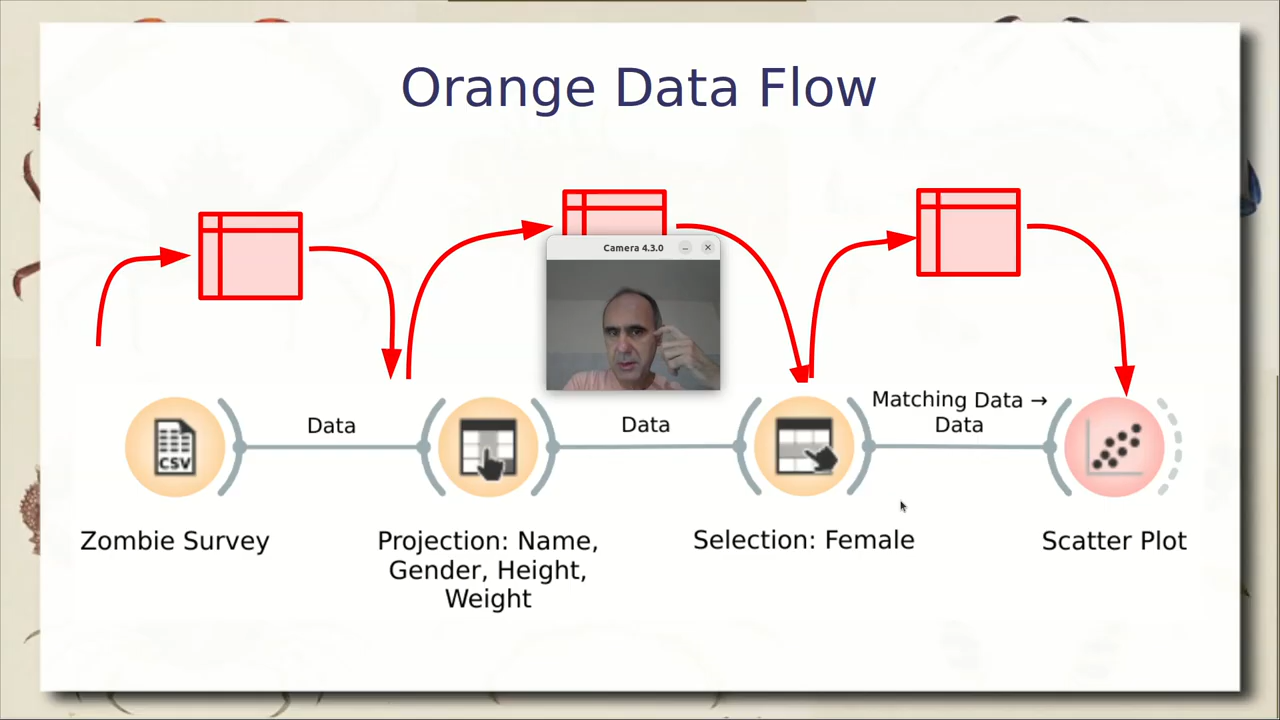 Orange Data Flow
Camera 4.3.0
Matching Data →
Data
Data
Data
CSV
Zombie Survey
Projection: Name,
Gender, Height,
Weight
Selection: Female
Scatter Plot